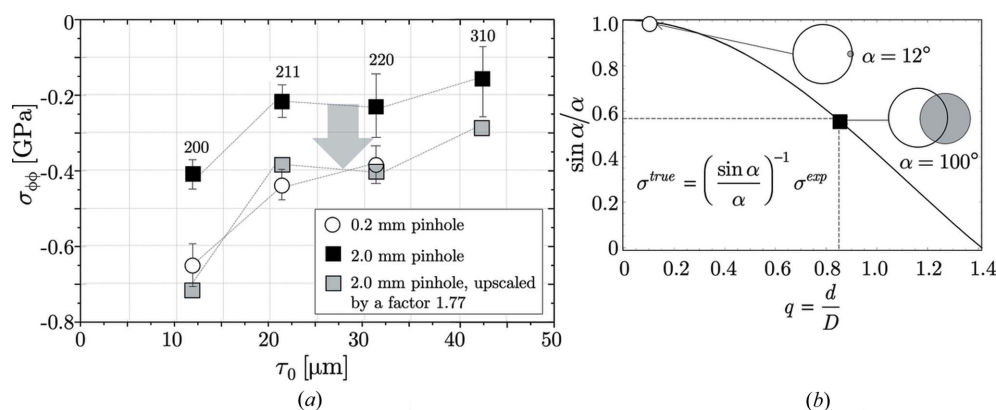 0
-0.2
-0.4
-0.6
-0.8
σϕϕ [GPa]
200
211
220
310
0.2 mm pinhole
2.0 mm pinhole
2.0 mm pinhole, upscaled
by a factor 1.77
0 10 20 30 40 50
τ0 [μm]
(a)
1.0
0.8
0.6
0.4
0.2
0
sin α/α
α = 12°
α = 100°
σ^true = (sin α / α)^−1 σ^exp
0 0.2 0.4 0.6 0.8 1.0 1.2 1.4
q = d/D
(b)